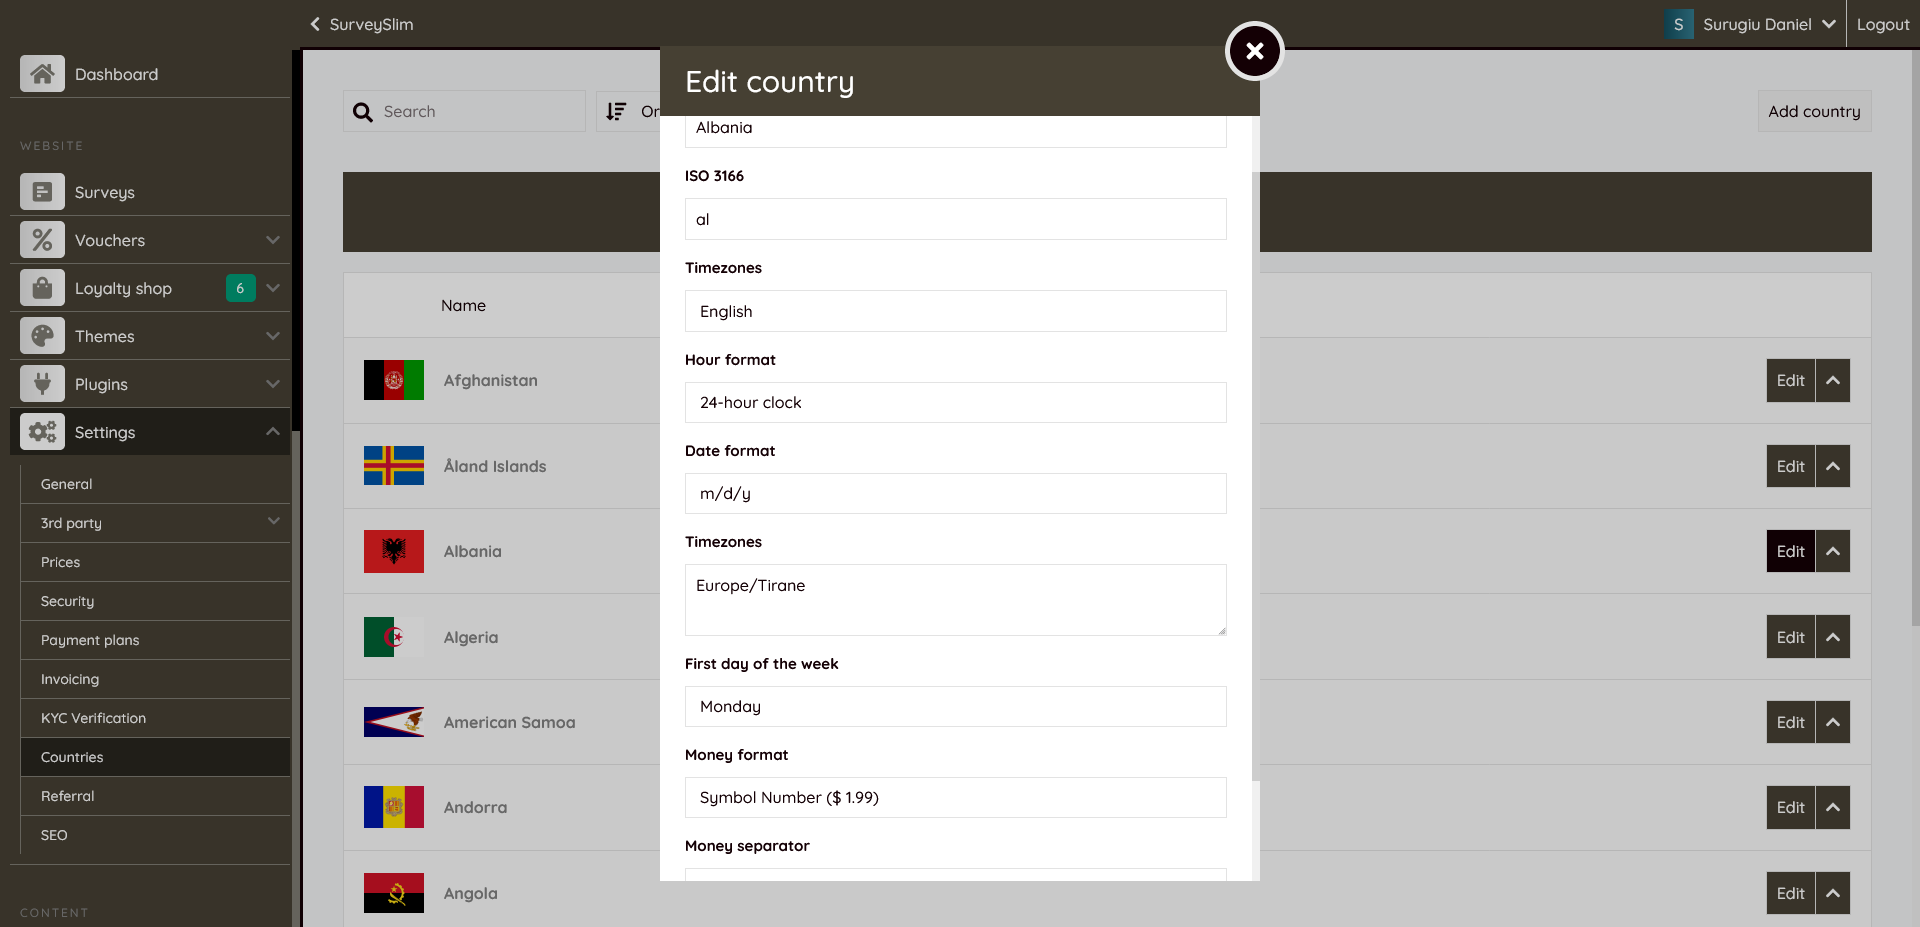 SurveySlim
S
Surugiu Daniel
Logout
Dashboard
WEBSITE
Surveys
Vouchers
Loyalty shop
6
Themes
Plugins
Settings
General
3rd party
Prices
Security
Payment plans
Invoicing
KYC Verification
Countries
Referral
SEO
CONTENT
Search
Or
Add country
Name
Afghanistan
Edit
Åland Islands
Edit
Albania
Edit
Algeria
Edit
American Samoa
Edit
Andorra
Edit
Angola
Edit
Edit country
Albania
ISO 3166
al
Timezones
English
Hour format
24-hour clock
Date format
m/d/y
Timezones
Europe/Tirane
First day of the week
Monday
Money format
Symbol Number ($ 1.99)
Money separator